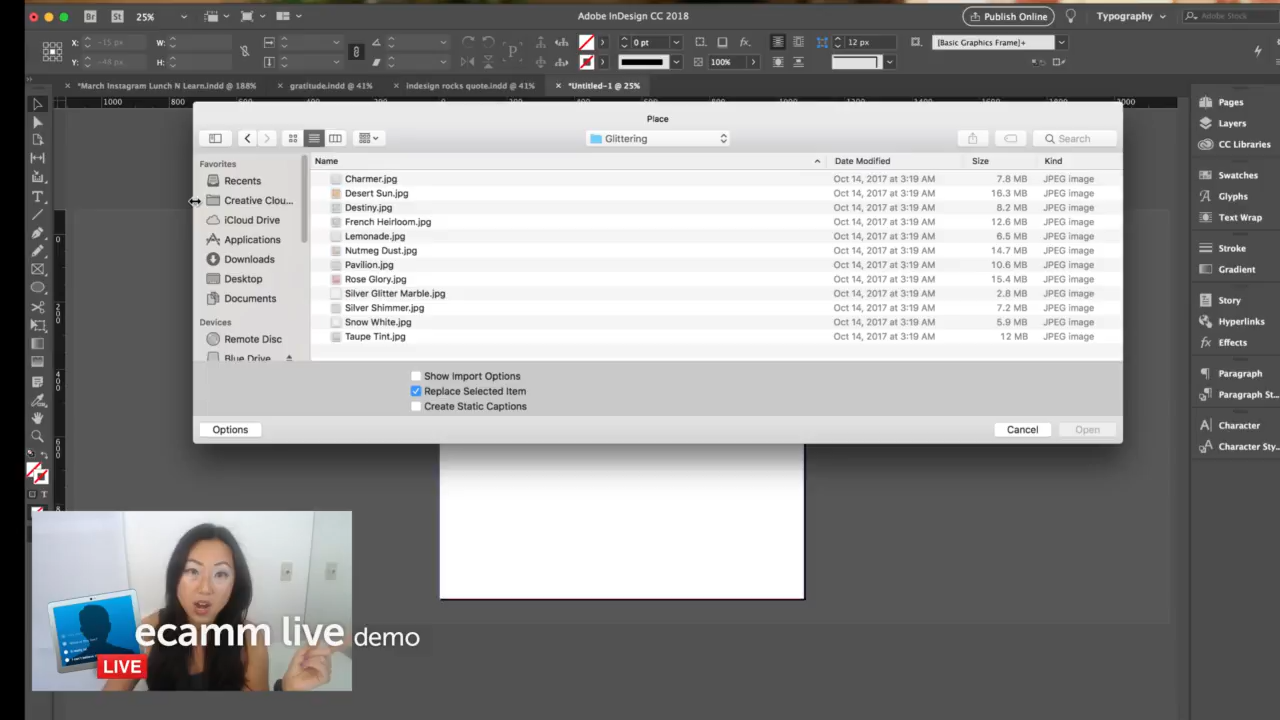 Br St 25% Adobe InDesign CC 2018 Publish Online Typography Adobe Stock
X: -15 px W: 0 pt fx. 12 px [Basic Graphics Frame]+
Y: -44 px H: P 100%
*March Instagram Lunch N Learn.indd @ 188% gratitude.indd @ 41% indesign rocks quote.indd @ 41% *Untitled-1 @ 25%
1000 800
Place
Glittering Search
Favorites Name Date Modified Size Kind
Recents
Creative Clou...
iCloud Drive
Applications
Downloads
Desktop
Documents
Devices
Remote Disc
Blue Drive
Charmer.jpg Oct 14, 2017 at 3:19 AM 7.8 MB JPEG image
Desert Sun.jpg Oct 14, 2017 at 3:19 AM 16.3 MB JPEG image
Destiny.jpg Oct 14, 2017 at 3:19 AM 8.2 MB JPEG image
French Heirloom.jpg Oct 14, 2017 at 3:19 AM 12.6 MB JPEG image
Lemonade.jpg Oct 14, 2017 at 3:19 AM 6.5 MB JPEG image
Nutmeg Dust.jpg Oct 14, 2017 at 3:19 AM 14.7 MB JPEG image
Pavilion.jpg Oct 14, 2017 at 3:19 AM 10.6 MB JPEG image
Rose Glory.jpg Oct 14, 2017 at 3:19 AM 15.4 MB JPEG image
Silver Glitter Marble.jpg Oct 14, 2017 at 3:19 AM 2.8 MB JPEG image
Silver Shimmer.jpg Oct 14, 2017 at 3:19 AM 7.2 MB JPEG image
Snow White.jpg Oct 14, 2017 at 3:19 AM 5.9 MB JPEG image
Taupe Tint.jpg Oct 14, 2017 at 3:19 AM 12 MB JPEG image
Show Import Options
Replace Selected Item
Create Static Captions
Options Cancel Open
Pages
Layers
CC Libraries
Swatches
Glyphs
Text Wrap
Stroke
Gradient
Story
Hyperlinks
fx Effects
Paragraph
Paragraph St...
Character
Character Sty...
ecamm live demo
LIVE